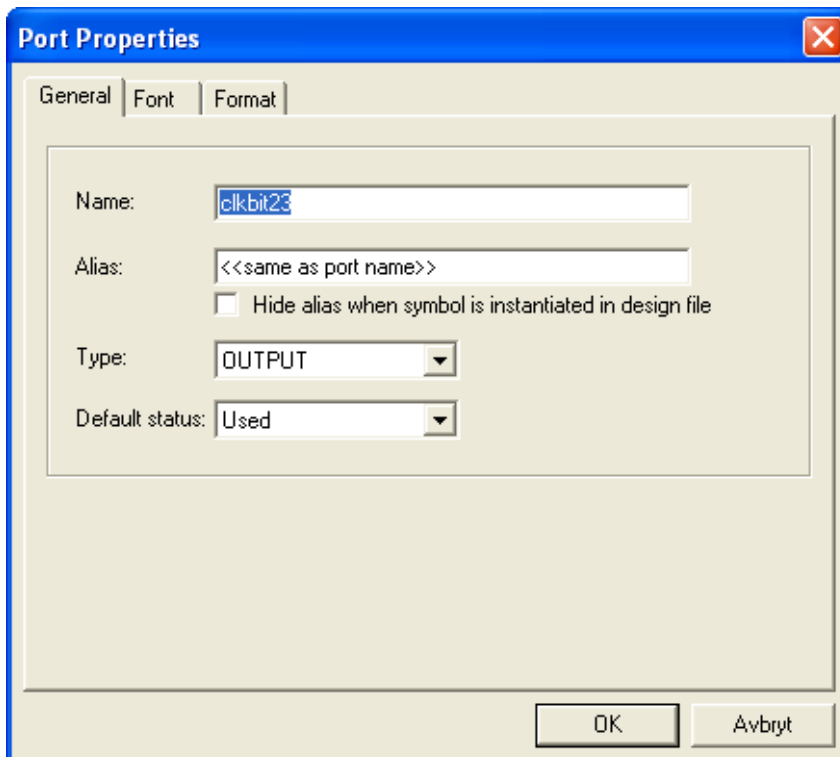 Port Properties
General Font Format
Name: clkbit23
Alias: <<same as port name>>
Hide alias when symbol is instantiated in design file
Type: OUTPUT
Default status: Used
OK Avbryt